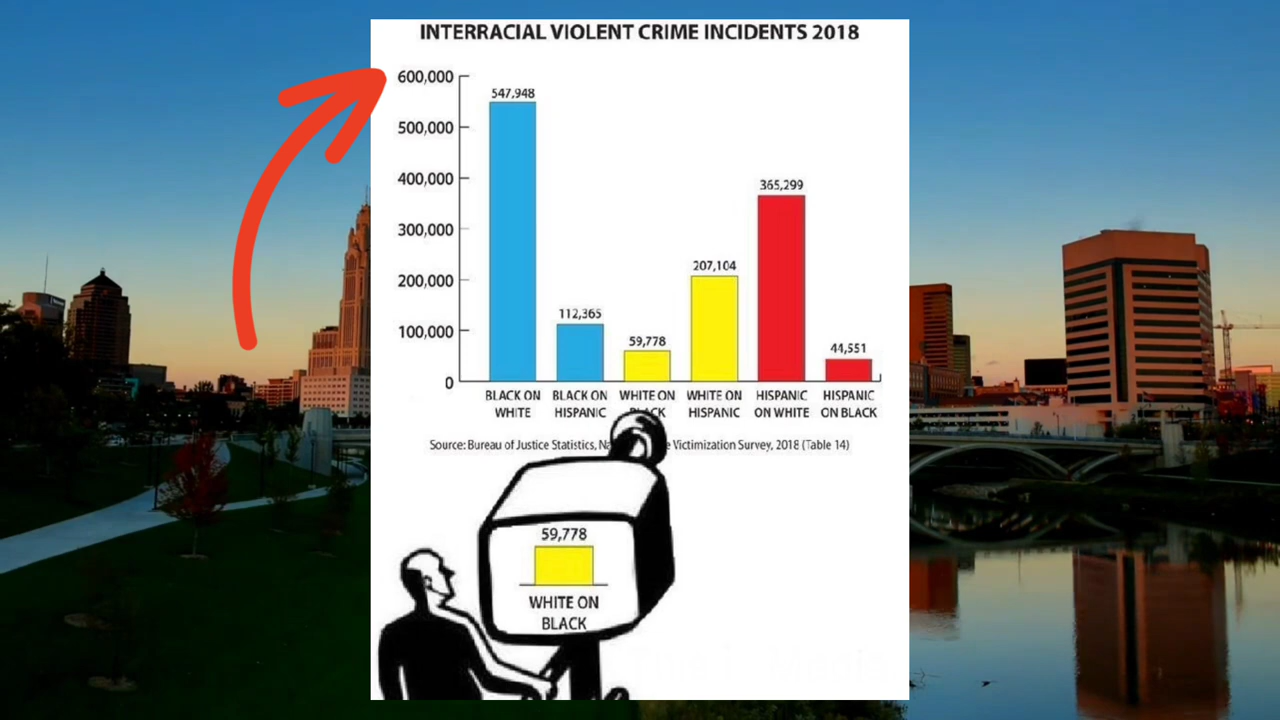 INTERRACIAL VIOLENT CRIME INCIDENTS 2018
600,000
500,000
400,000
300,000
200,000
100,000
0
547,948
112,365
59,778
207,104
365,299
44,551
BLACK ON
WHITE
BLACK ON
HISPANIC
WHITE ON
WHITE ON
HISPANIC
HISPANIC
ON WHITE
HISPANIC
ON BLACK
Source: Bureau of Justice Statistics, Victimization Survey, 2018 (Table 14)
59,778
WHITE ON
BLACK